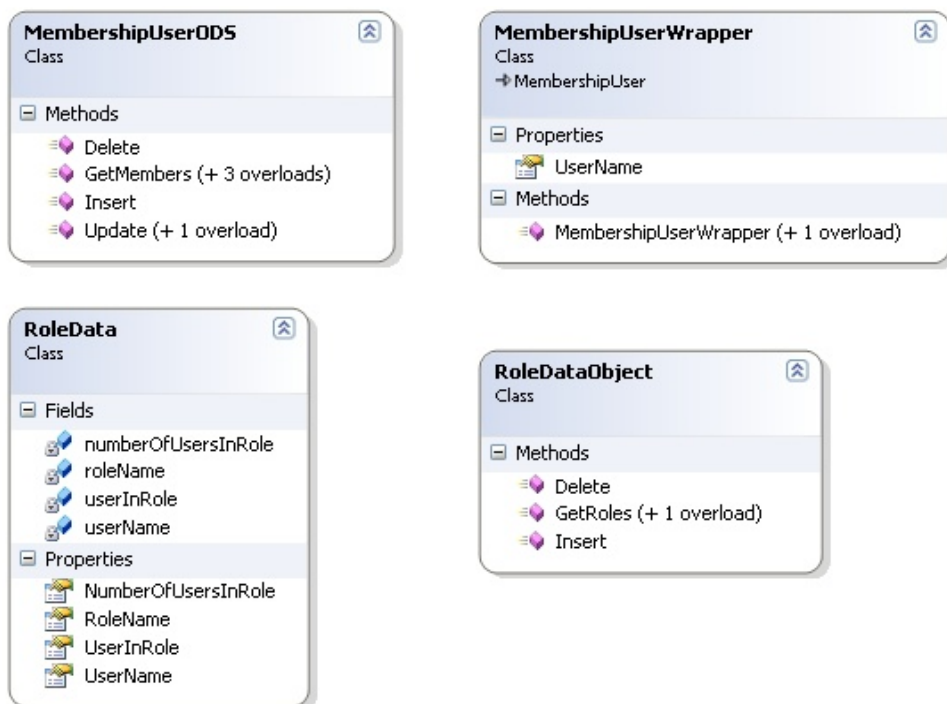 MembershipUserODS
Class
Methods
Delete
GetMembers (+ 3 overloads)
Insert
Update (+ 1 overload)
MembershipUserWrapper
Class
MembershipUser
Properties
UserName
Methods
MembershipUserWrapper (+ 1 overload)
RoleData
Class
Fields
numberOfUsersInRole
roleName
userInRole
userName
Properties
NumberOfUsersInRole
RoleName
UserInRole
UserName
RoleDataObject
Class
Methods
Delete
GetRoles (+ 1 overload)
Insert